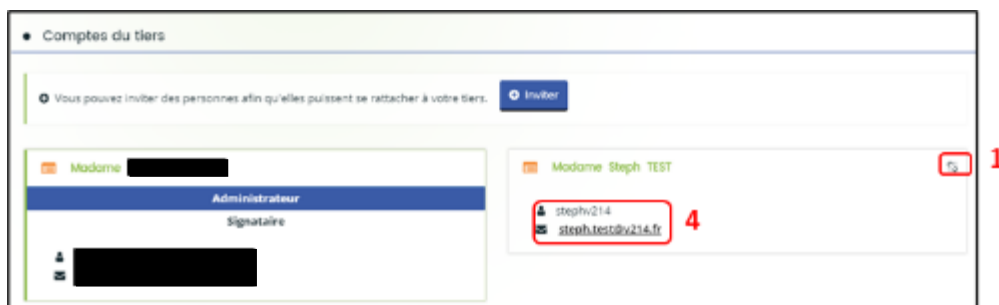 Comptes du tiers
Vous pouvez inviter des personnes afin qu'elles puissent se rattacher à votre tiers.
Inviter
Madame
Administrateur
Signataire
Madame Steph TEST
1
stephv214
steph.test@v214.fr
4